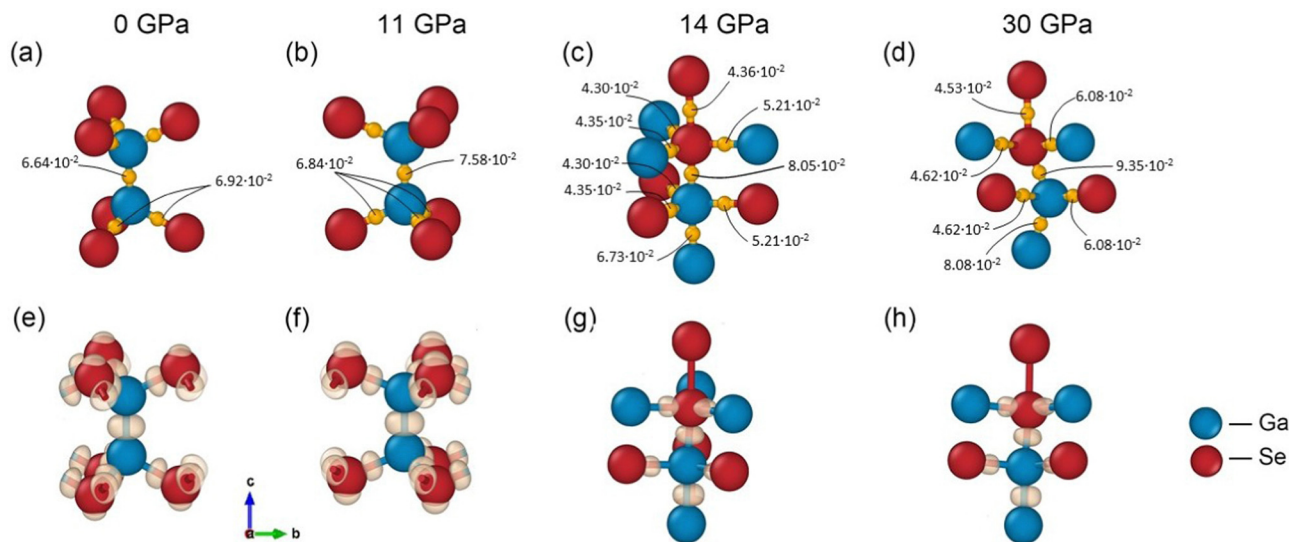 0 GPa
11 GPa
14 GPa
30 GPa
(a)
6.64·10⁻²
6.92·10⁻²
(b)
6.84·10⁻²
7.58·10⁻²
(c)
4.30·10⁻²
4.36·10⁻²
4.35·10⁻²
5.21·10⁻²
4.30·10⁻²
8.05·10⁻²
4.35·10⁻²
5.21·10⁻²
6.73·10⁻²
(d)
4.53·10⁻²
6.08·10⁻²
4.62·10⁻²
9.35·10⁻²
4.62·10⁻²
6.08·10⁻²
8.08·10⁻²
(e)
(f)
(g)
(h)
c
a
b
— Ga
— Se